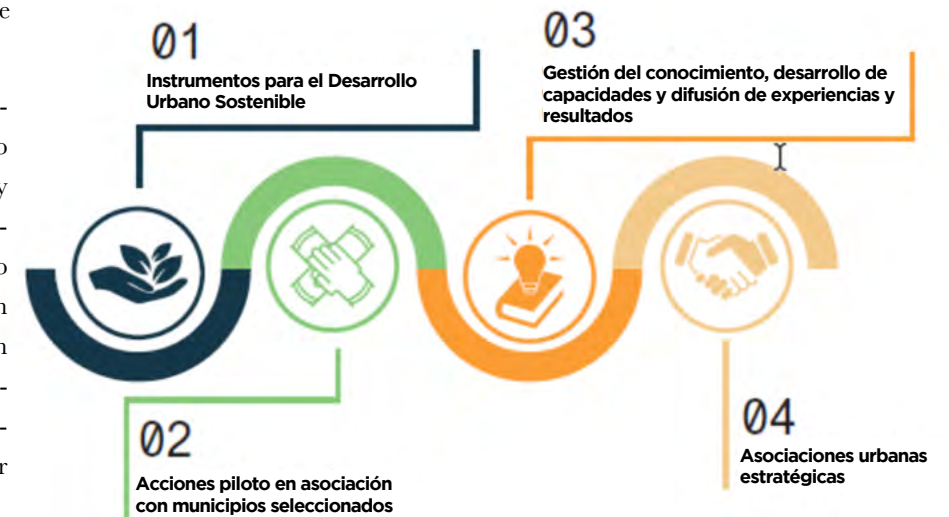 e
-
o
y
-
o
n
n
-
-
r
01
Instrumentos para el Desarrollo
Urbano Sostenible
02
Acciones piloto en asociación
con municipios seleccionados
03
Gestión del conocimiento, desarrollo de
capacidades y difusión de experiencias y
resultados
04
Asociaciones urbanas
estratégicas